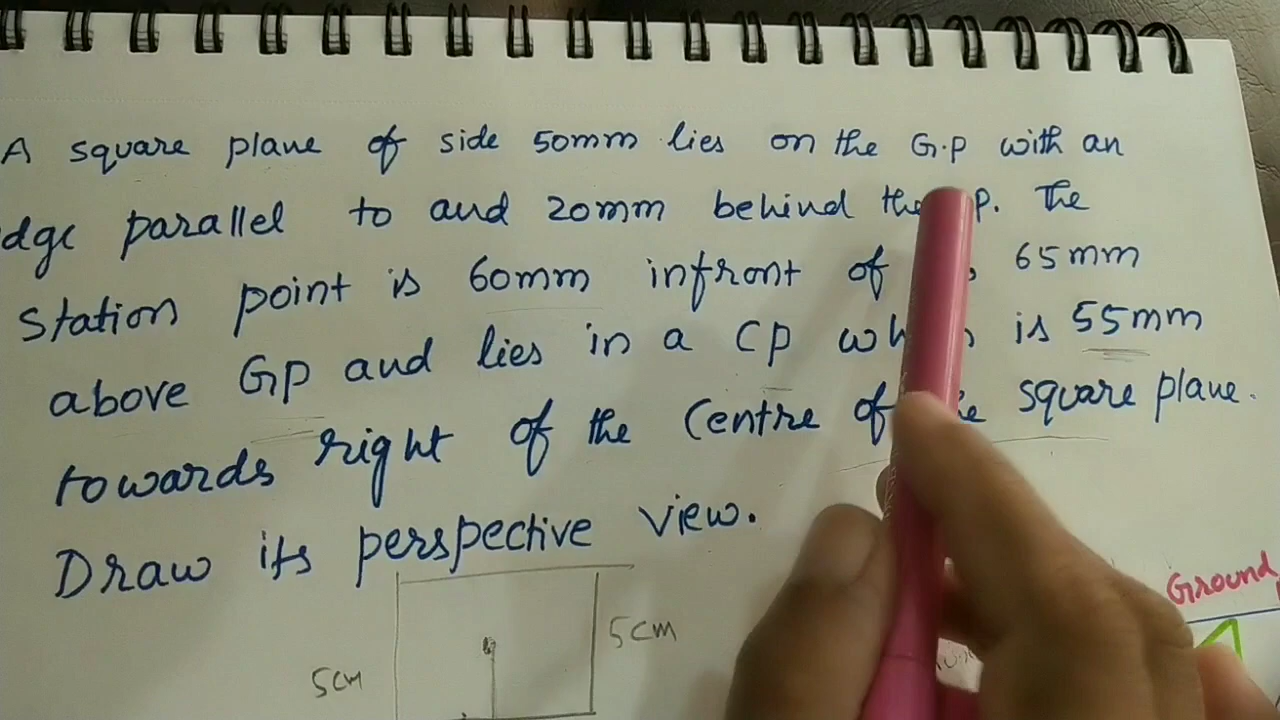 A square plane of side 50mm lies on the G.P with an
dge parallel to and 20mm behind the P. The
Station point is 60mm infront of 65mm
above GP and lies in a CP is 55mm
towards right of the Centre of square plane.
Draw its perspective view.
5cm
5cm
Ground